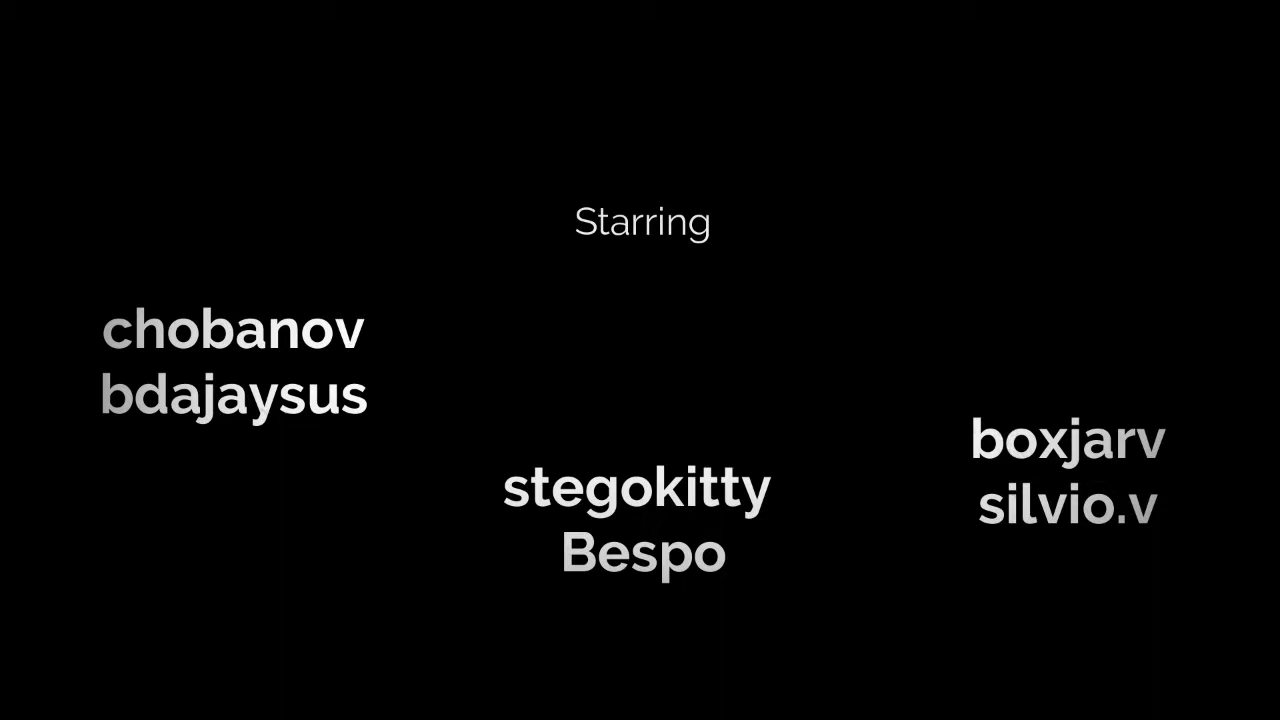 Starring
chobanov
bdajaysus
stegokitty
Bespo
boxjarv
silvio.v